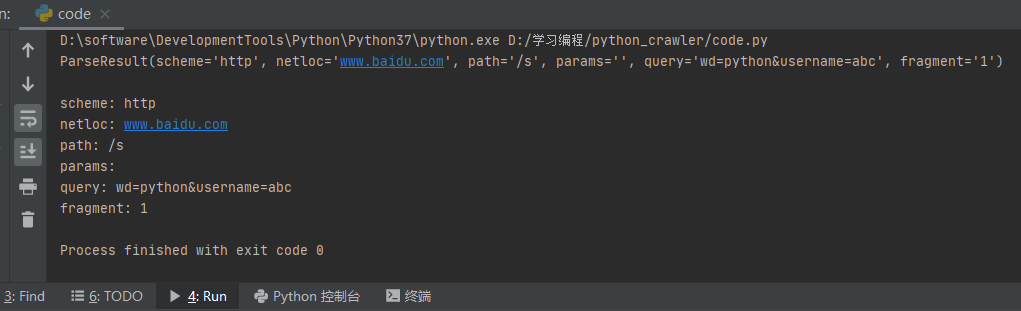 n: code
D:\software\DevelopmentTools\Python\Python37\python.exe D:/学习编程/python_crawler/code.py
ParseResult(scheme='http', netloc='www.baidu.com', path='/s', params='', query='wd=python&username=abc', fragment='1')
scheme: http
netloc: www.baidu.com
path: /s
params:
query: wd=python&username=abc
fragment: 1
Process finished with exit code 0
3: Find 6: TODO 4: Run Python 控制台 终端